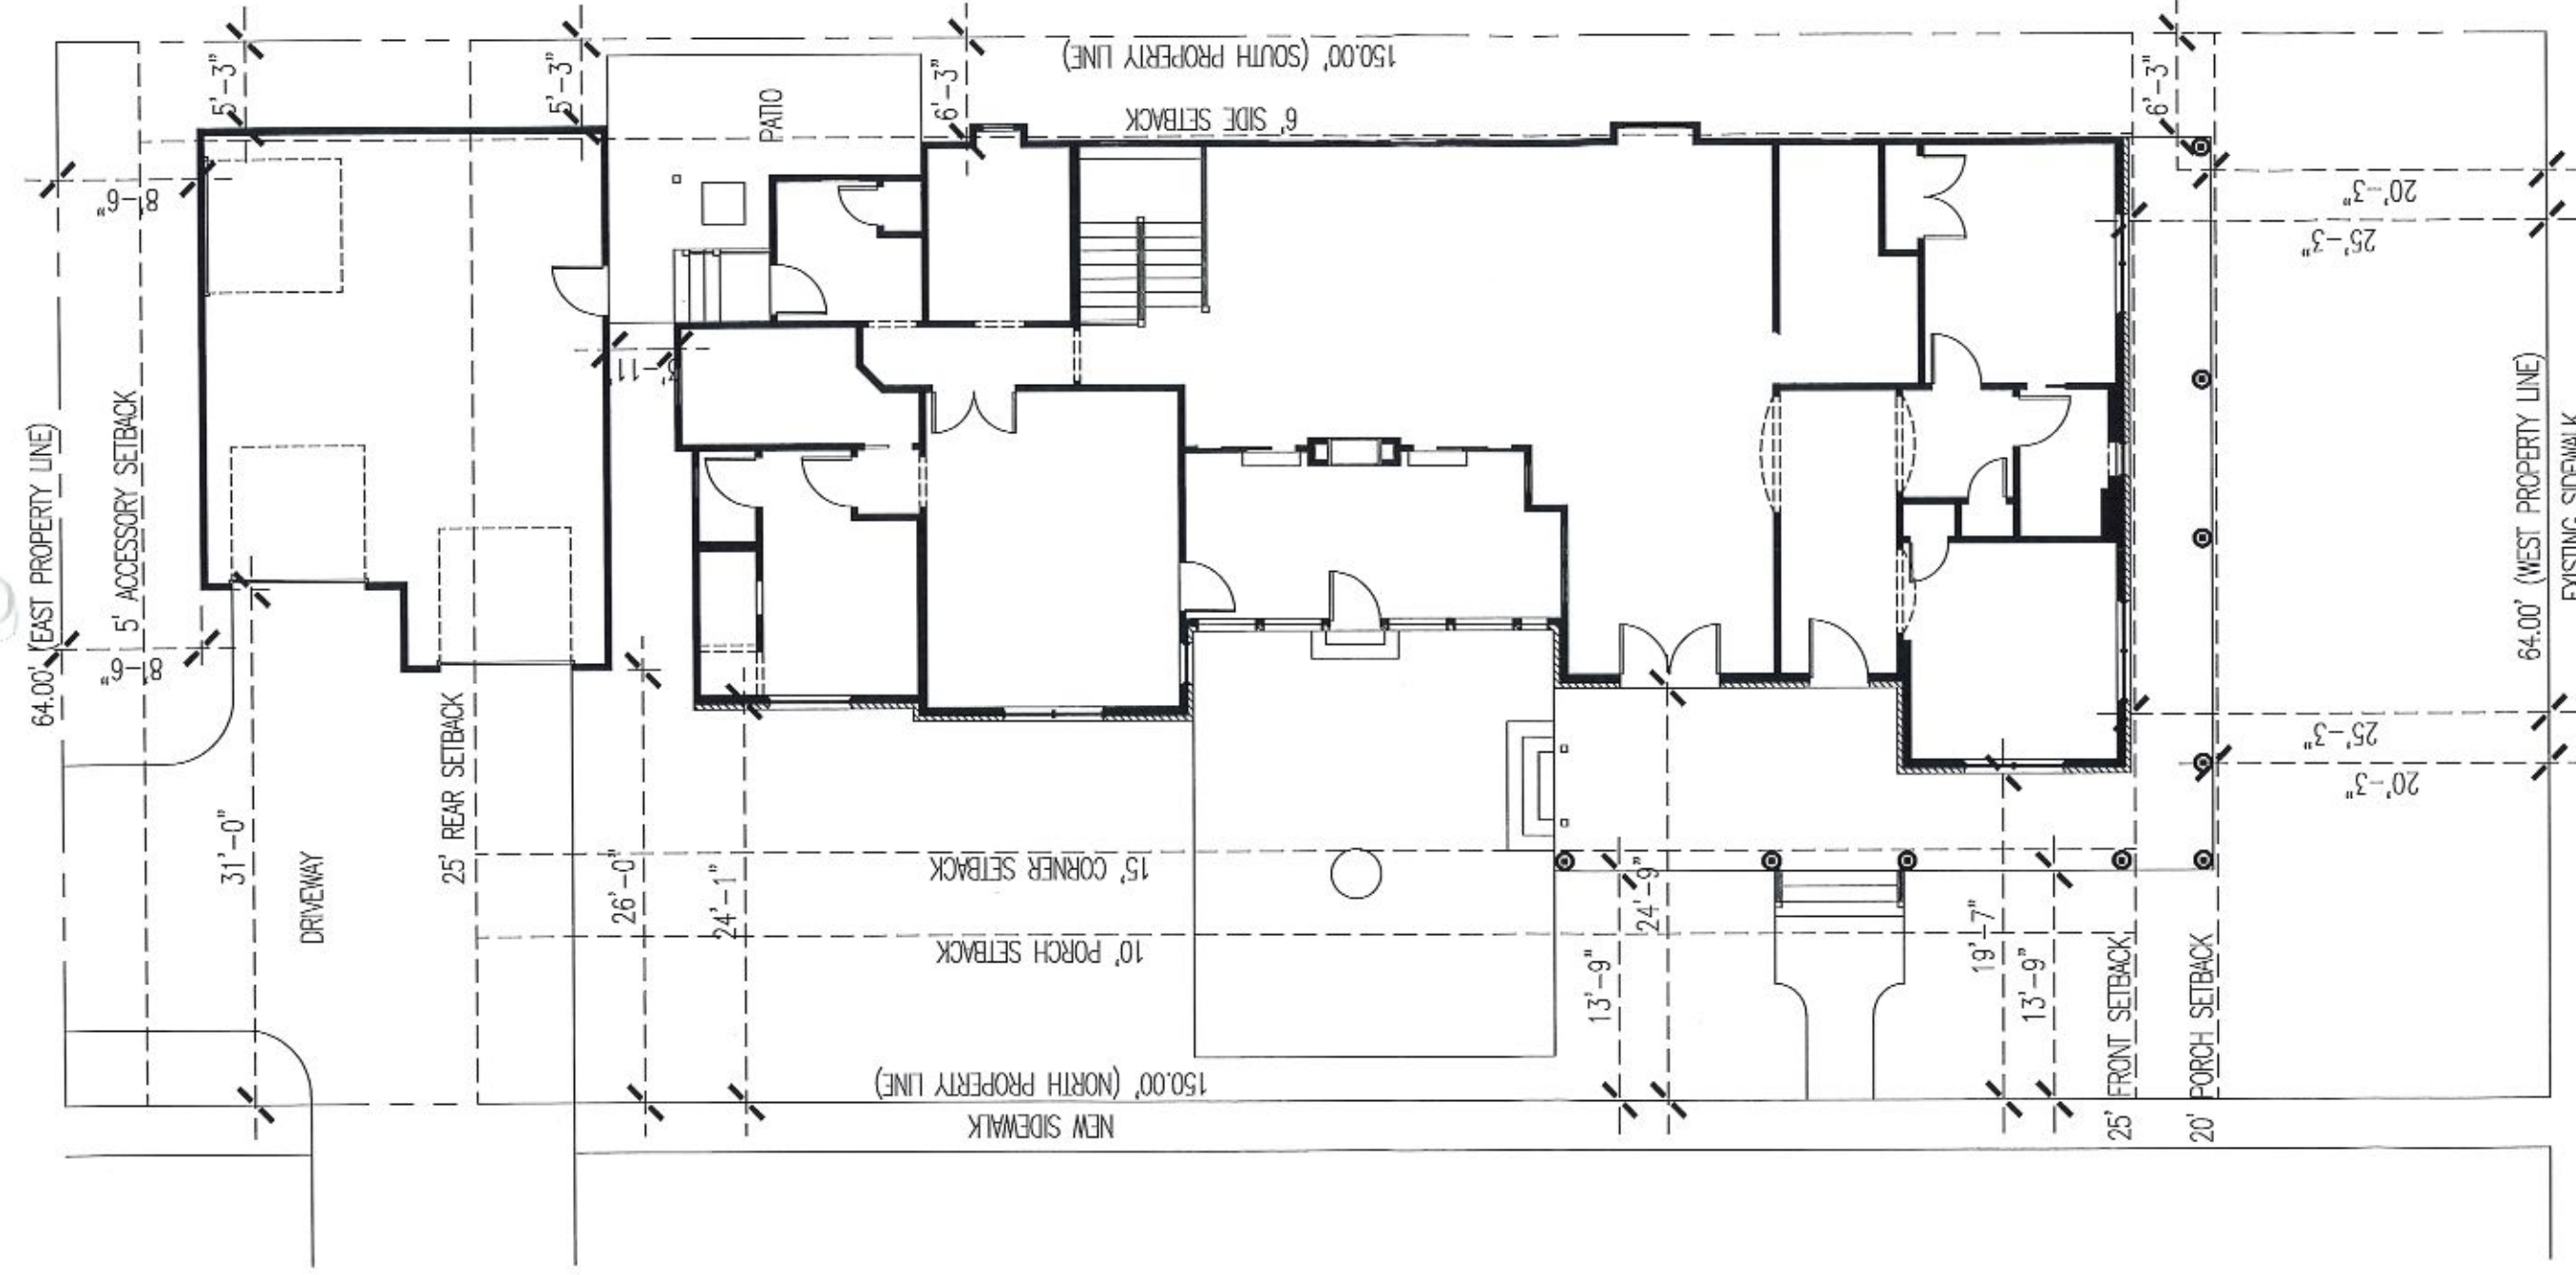 5'-3"
5'-3"
6'-3"
150.00' (SOUTH PROPERTY LINE)
6'-3"
PATIO
6' SIDE SETBACK
8'-6"
20'-3"
25'-3"
64.00' (EAST PROPERTY LINE)
5' ACCESSORY SETBACK
64.00' (WEST PROPERTY LINE)
EXISTING SIDEWALK
8'-6"
25'-3"
20'-3"
31'-0"
DRIVEWAY
25' REAR SETBACK
26'-0"
24'-1"
15' CORNER SETBACK
10' PORCH SETBACK
13'-9"
24'-9"
19'-7"
13'-9"
25' FRONT SETBACK
20' PORCH SETBACK
150.00' (NORTH PROPERTY LINE)
NEW SIDEWALK